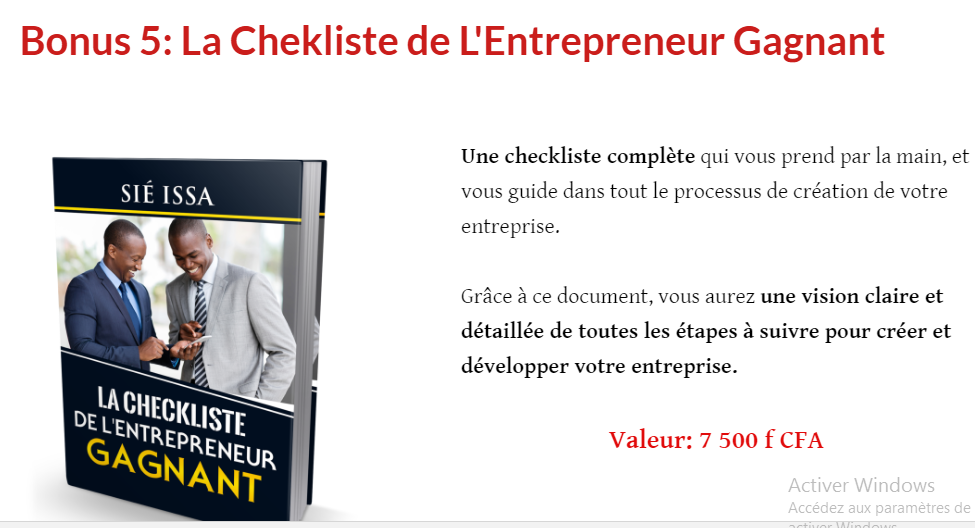 Bonus 5: La Chekliste de L'Entrepreneur Gagnant
SIÉ ISSA
LA CHECKLISTE
DE L'ENTREPRENEUR
GAGNANT
Une checkliste complète qui vous prend par la main, et
vous guide dans tout le processus de création de votre
entreprise.
Grâce à ce document, vous aurez une vision claire et
détaillée de toutes les étapes à suivre pour créer et
développer votre entreprise.
Valeur: 7 500 f CFA
Activer Windows
Accédez aux paramètres de
activer Windows.